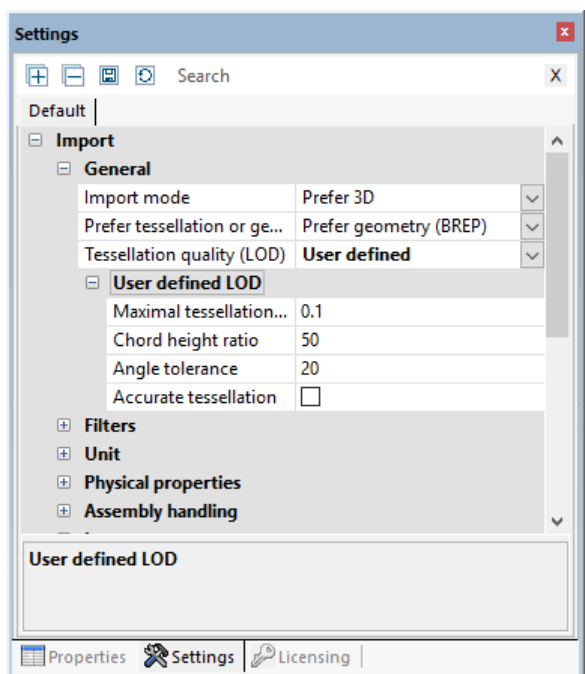 Settings
Search X
Default
Import
General
Import mode Prefer 3D
Prefer tessellation or ge... Prefer geometry (BREP)
Tessellation quality (LOD) User defined
User defined LOD
Maximal tessellation... 0.1
Chord height ratio 50
Angle tolerance 20
Accurate tessellation
Filters
Unit
Physical properties
Assembly handling
User defined LOD
Properties Settings Licensing